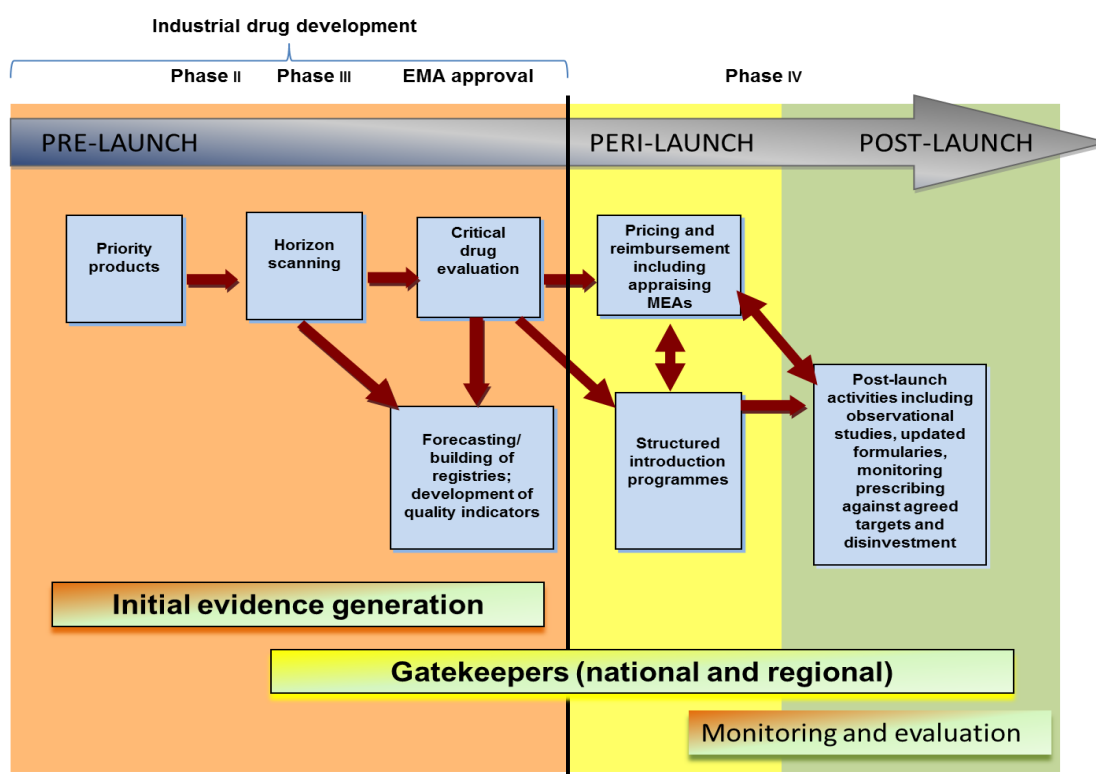 Industrial drug development
Phase II
Phase III
EMA approval
Phase IV
PRE-LAUNCH
PERI-LAUNCH
POST-LAUNCH
Priority
products
Horizon
scanning
Critical
drug
evaluation
Pricing and
reimbursement
including
appraising
MEAs
Forecasting/
building of
registries;
development of
quality indicators
Structured
introduction
programmes
Post-launch
activities including
observational
studies, updated
formularies,
monitoring
prescribing
against agreed
targets and
disinvestment
Initial evidence generation
Gatekeepers (national and regional)
Monitoring and evaluation